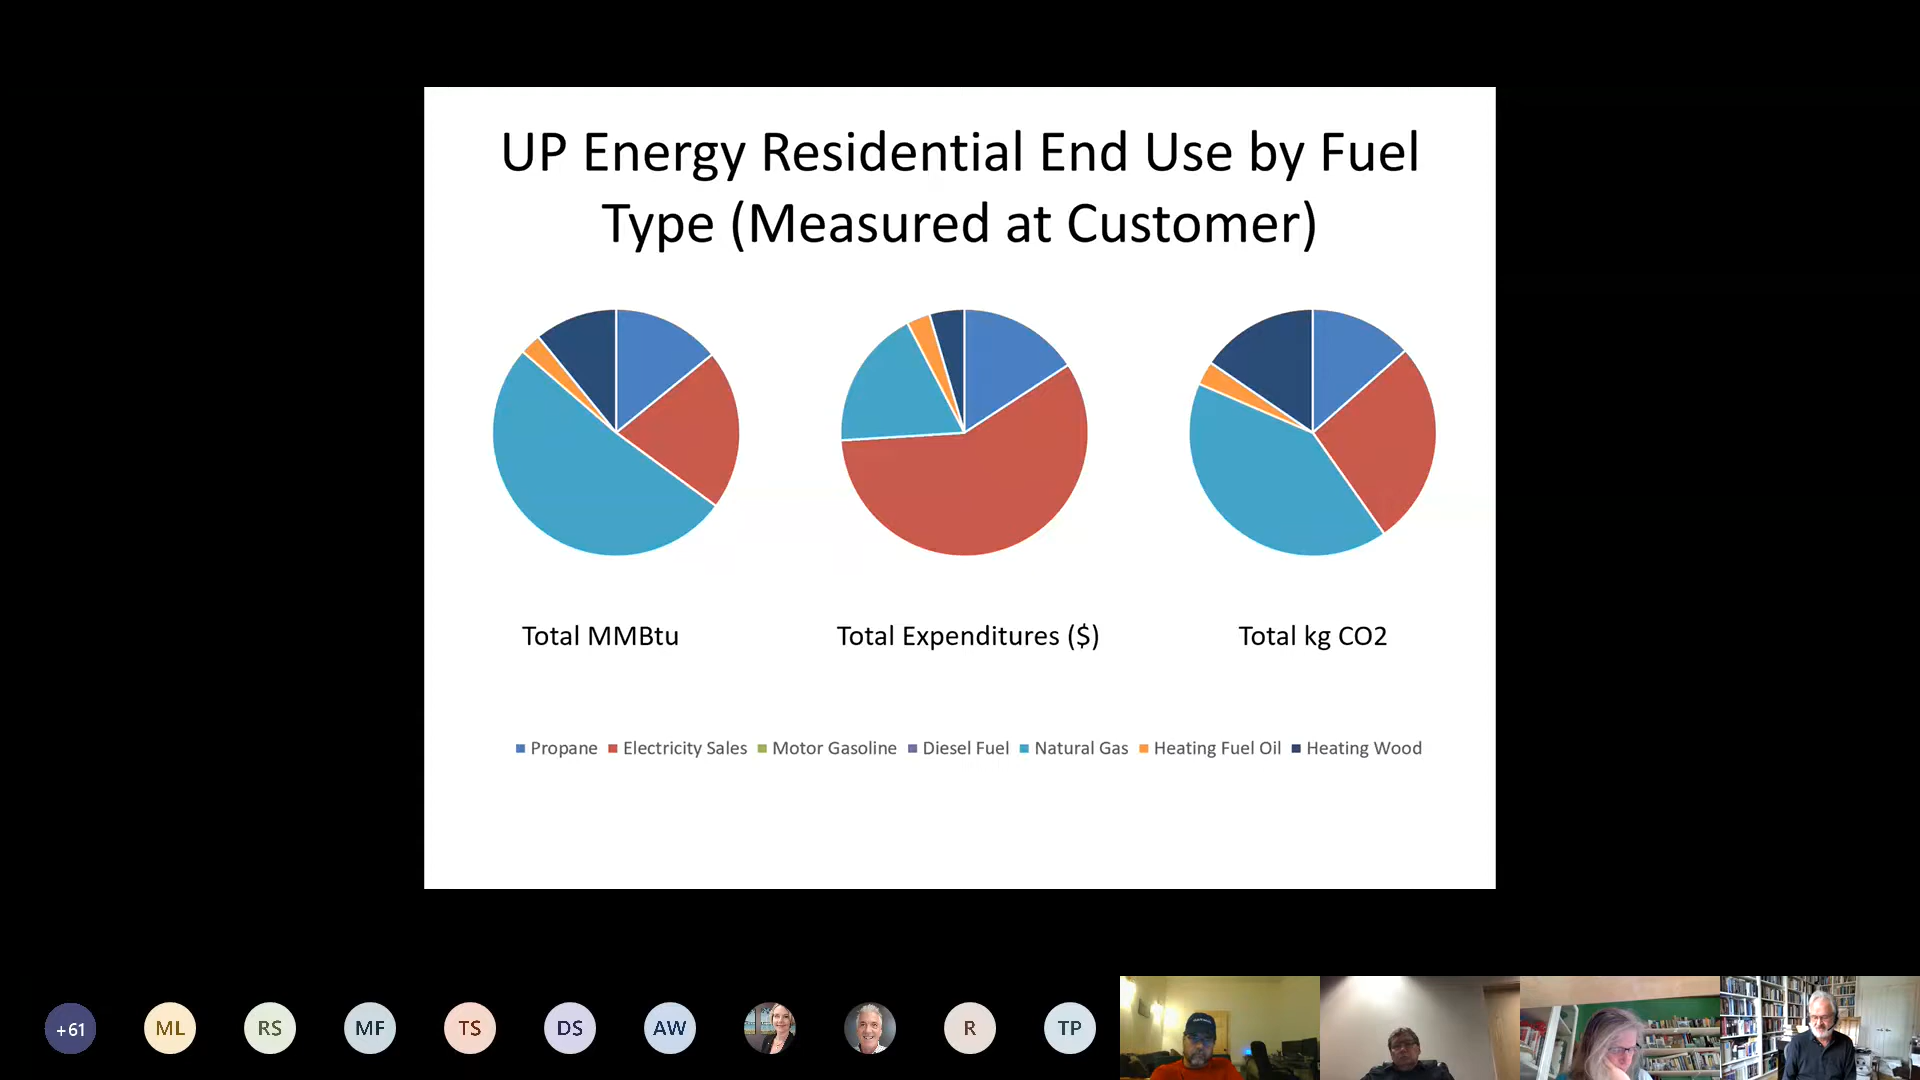 UP Energy Residential End Use by Fuel
Type (Measured at Customer)
Total MMBtu
Total Expenditures ($)
Total kg CO2
Propane Electricity Sales Motor Gasoline Diesel Fuel Natural Gas Heating Fuel Oil Heating Wood
+61 ML RS MF TS DS AW R TP